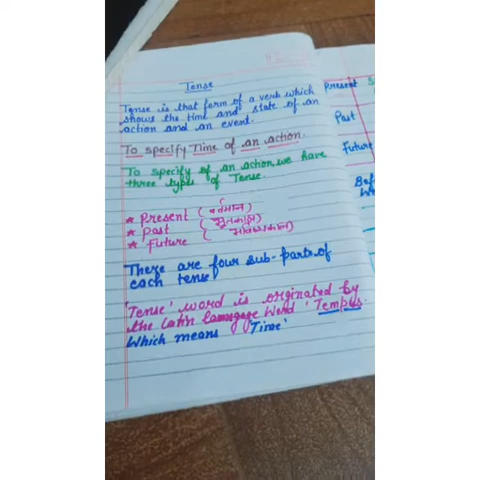 Tense
Tense is that form of a verb which
shows the time and state of an
action and an event.
To specify Time of an action.
To specify of an action, we have
three types of Tense.
* Present (वर्तमान)
* Past (भूतकाल)
* Future (भविष्यकाल)
There are four sub-parts of
each tense
'Tense' word is originated by
the Latin language Word 'Tempus.
Which means 'Time'
Present
Past
Future